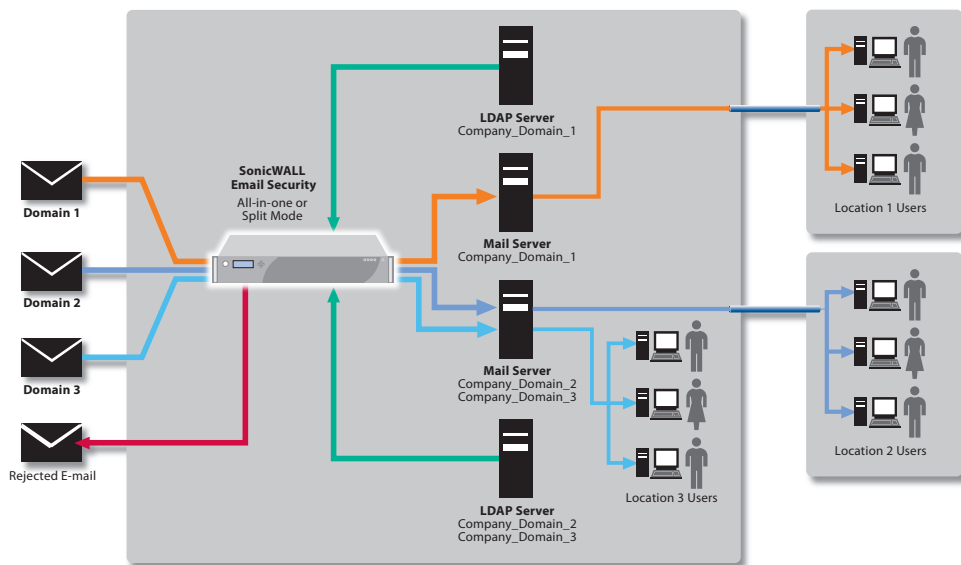 LDAP Server
Company_Domain_1
SonicWALL
Email Security
All-in-one or
Split Mode
Domain 1
Mail Server
Company_Domain_1
Location 1 Users
Domain 2
Domain 3
Mail Server
Company_Domain_2
Company_Domain_3
Rejected E-mail
Location 2 Users
Location 3 Users
LDAP Server
Company_Domain_2
Company_Domain_3